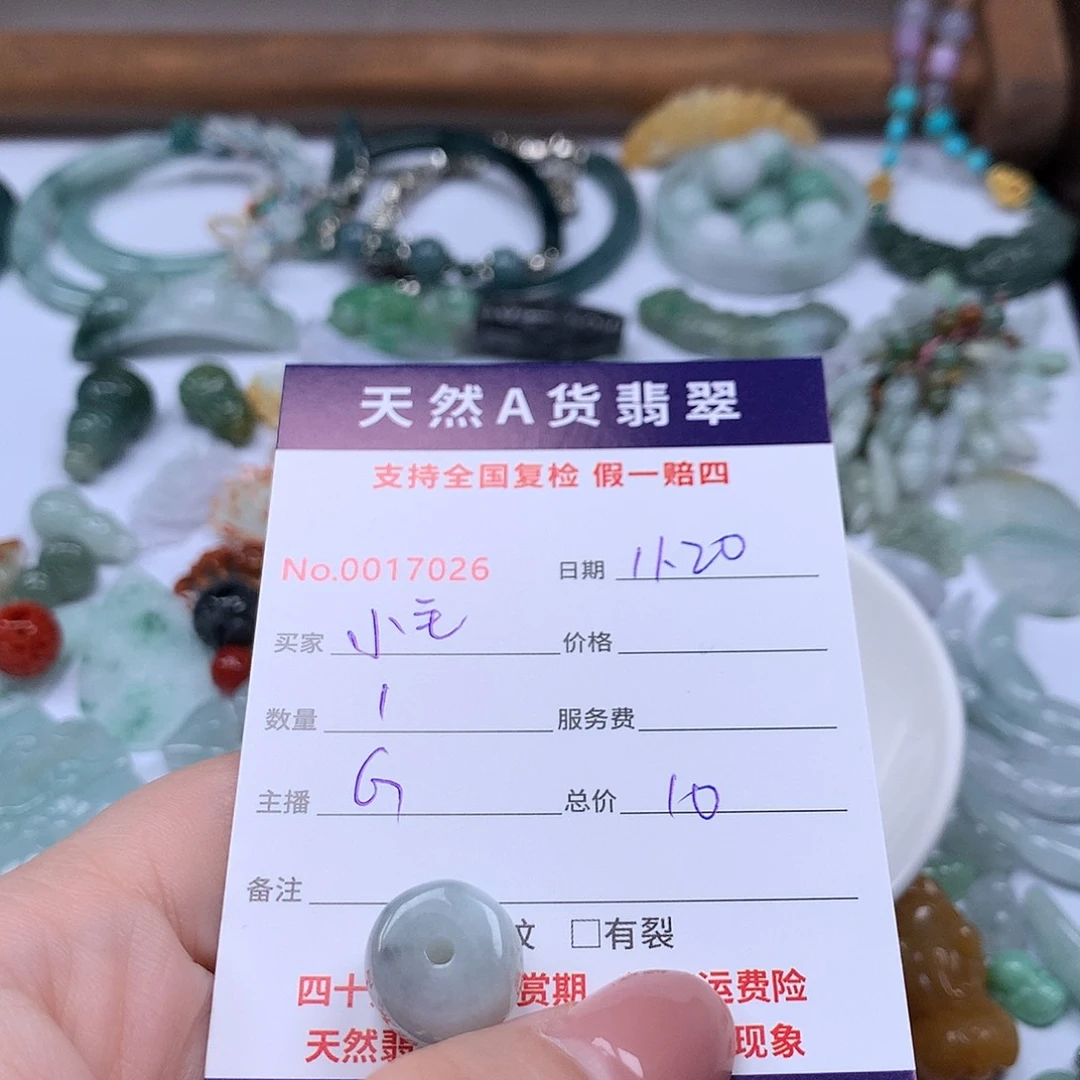 天然A货翡翠
支持全国复检 假一赔四
No.0017026 日期 11.20
买家 小毛 价格
数量 1 服务费
主播 G 总价 10
备注
纹 □有裂
四十 赏期 运费险
天然翡 现象